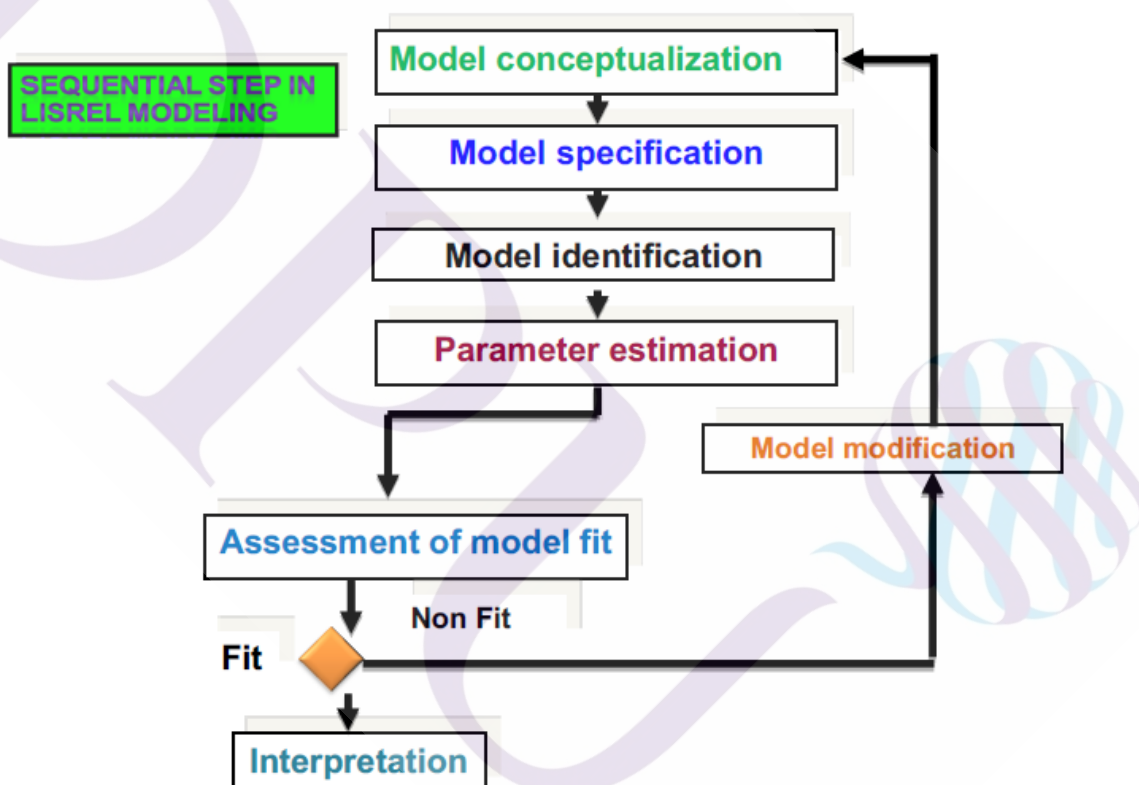 SEQUENTIAL STEP IN
LISREL MODELING
Model conceptualization
Model specification
Model identification
Parameter estimation
Model modification
Assessment of model fit
Non Fit
Fit
Interpretation